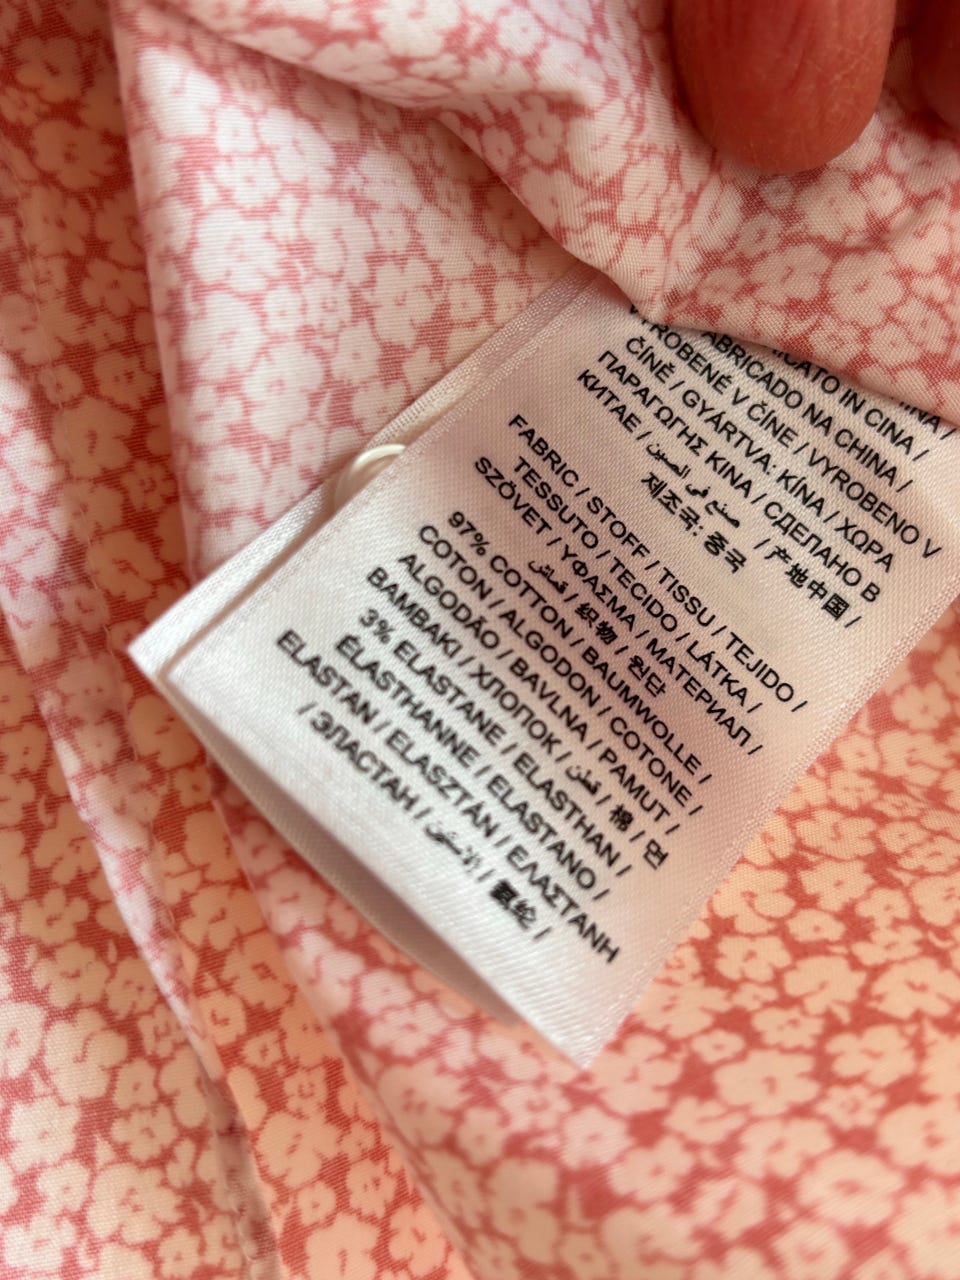 FABRICADO NA CHINA /
VYROBENÉ V ČÍNE / VYROBENO V
ČÍNĚ / GYÁRTVA: KÍNA / ΧΩΡΑ
ΠΑΡΑΓΩΓΗΣ ΚΙΝΑ / СДЕЛАНО В
КИТАЕ / صنع في الصين / 产地中国 /
제조국: 중국
FABRIC / STOFF / TISSU / TEJIDO /
TESSUTO / TECIDO / LÁTKA /
SZÖVET / ΥΦΑΣΜΑ / МАТЕРИАЛ /
قماش / 织物 / 원단
97% COTTON / BAUMWOLLE /
COTON / ALGODON / COTONE /
ALGODÃO / BAVLNA / PAMUT /
BAMBAKI / ХЛОПОК / قطن / 棉 / 면
3% ELASTANE / ELASTHAN /
ÉLASTHANNE / ELASTANO /
ELASTAN / ELASZTÁN / ΕΛΑΣΤΑΝΗ
/ ЭЛАСТАН / الاستين / 氨纶 /